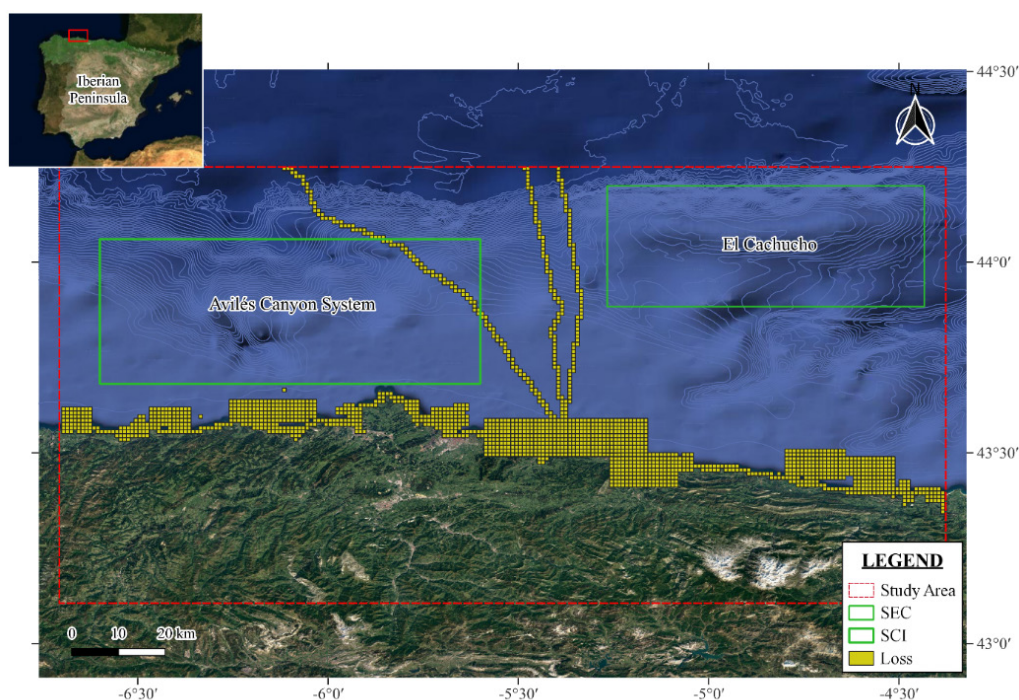 Iberian
Peninsula
N
44°30′
El Cachucho
44°0′
Avilés Canyon System
43°30′
LEGEND
Study Area
SEC
SCI
Loss
0 10 20 km
43°0′
-6°30′ -6°0′ -5°30′ -5°0′ -4°30′